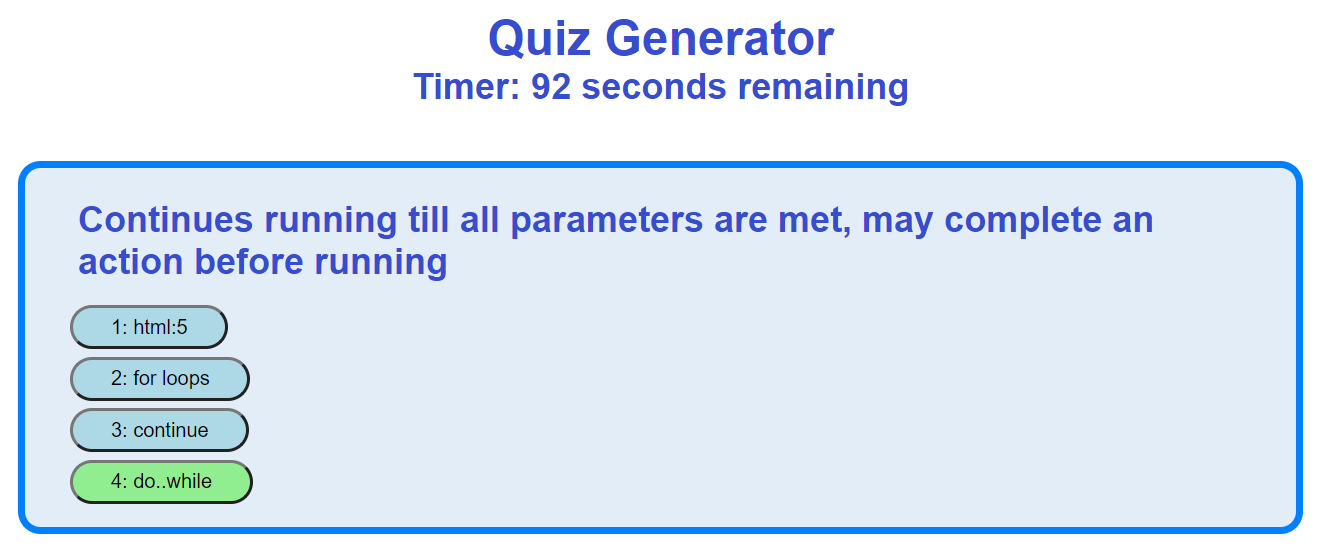 Quiz Generator
Timer: 92 seconds remaining
Continues running till all parameters are met, may complete an
action before running
1: html:5
2: for loops
3: continue
4: do..while